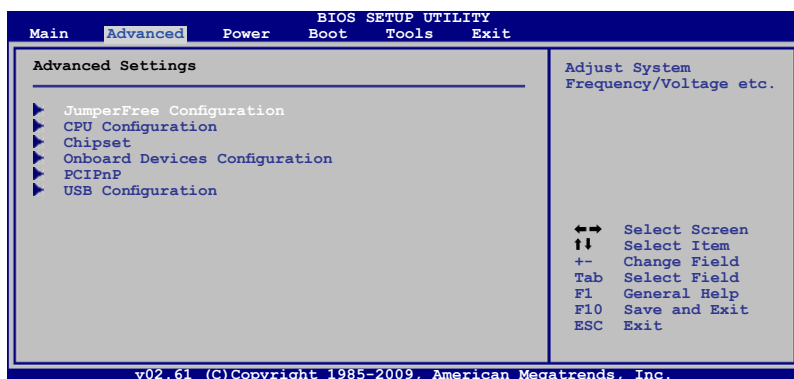 BIOS SETUP UTILITY
Main Advanced Power Boot Tools Exit
Advanced Settings
JumperFree Configuration
CPU Configuration
Chipset
Onboard Devices Configuration
PCIPnP
USB Configuration
Adjust System
Frequency/Voltage etc.
←→ Select Screen
↑↓ Select Item
+- Change Field
Tab Select Field
F1 General Help
F10 Save and Exit
ESC Exit
v02.61 (C)Copyright 1985-2009, American Megatrends, Inc.